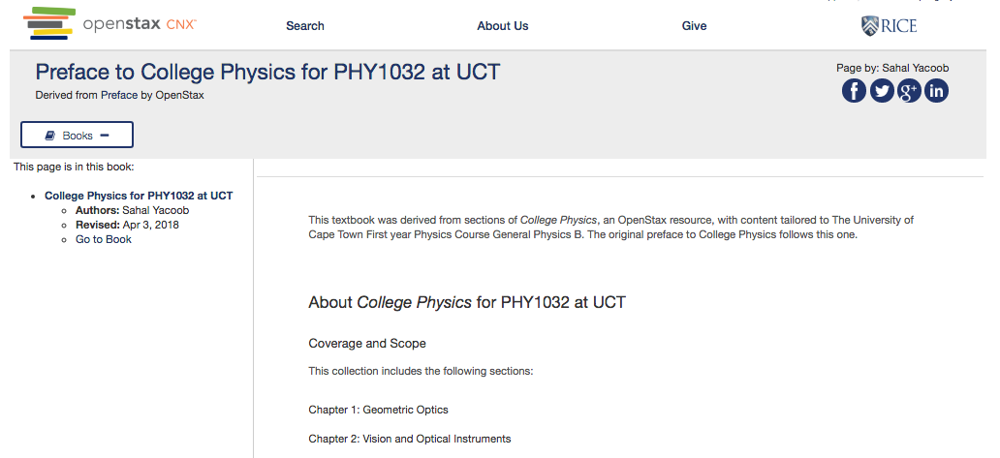 openstax CNX
Search
About Us
Give
RICE
Preface to College Physics for PHY1032 at UCT
Derived from Preface by OpenStax
Page by: Sahal Yacoob
f
g+
in
Books
This page is in this book:
College Physics for PHY1032 at UCT
Authors: Sahal Yacoob
Revised: Apr 3, 2018
Go to Book
This textbook was derived from sections of College Physics, an OpenStax resource, with content tailored to The University of
Cape Town First year Physics Course General Physics B. The original preface to College Physics follows this one.
About College Physics for PHY1032 at UCT
Coverage and Scope
This collection includes the following sections:
Chapter 1: Geometric Optics
Chapter 2: Vision and Optical Instruments